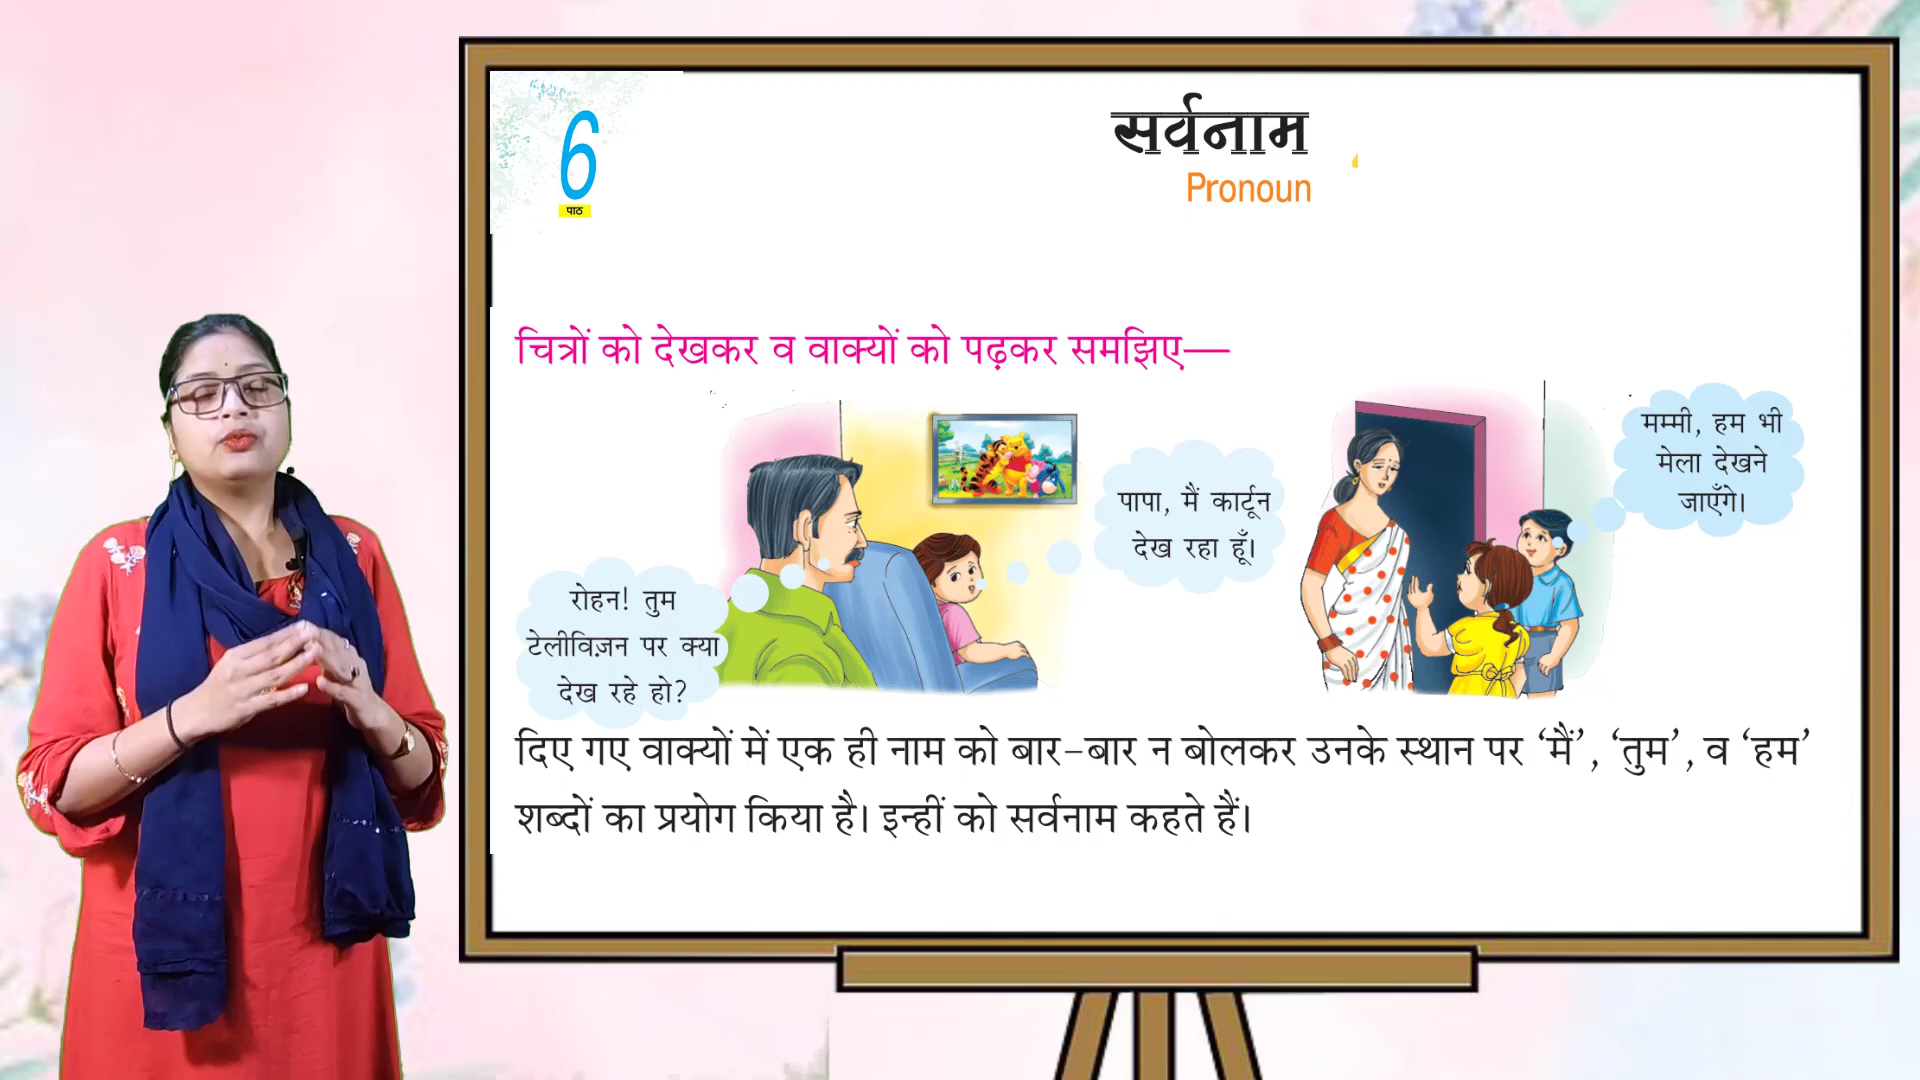 6
पाठ
सर्वनाम
Pronoun
चित्रों को देखकर व वाक्यों को पढ़कर समझिए—
रोहन! तुम
टेलीविज़न पर क्या
देख रहे हो?
पापा, मैं कार्टून
देख रहा हूँ।
मम्मी, हम भी
मेला देखने
जाएँगे।
दिए गए वाक्यों में एक ही नाम को बार-बार न बोलकर उनके स्थान पर ‘मैं’, ‘तुम’, व ‘हम’
शब्दों का प्रयोग किया है। इन्हीं को सर्वनाम कहते हैं।